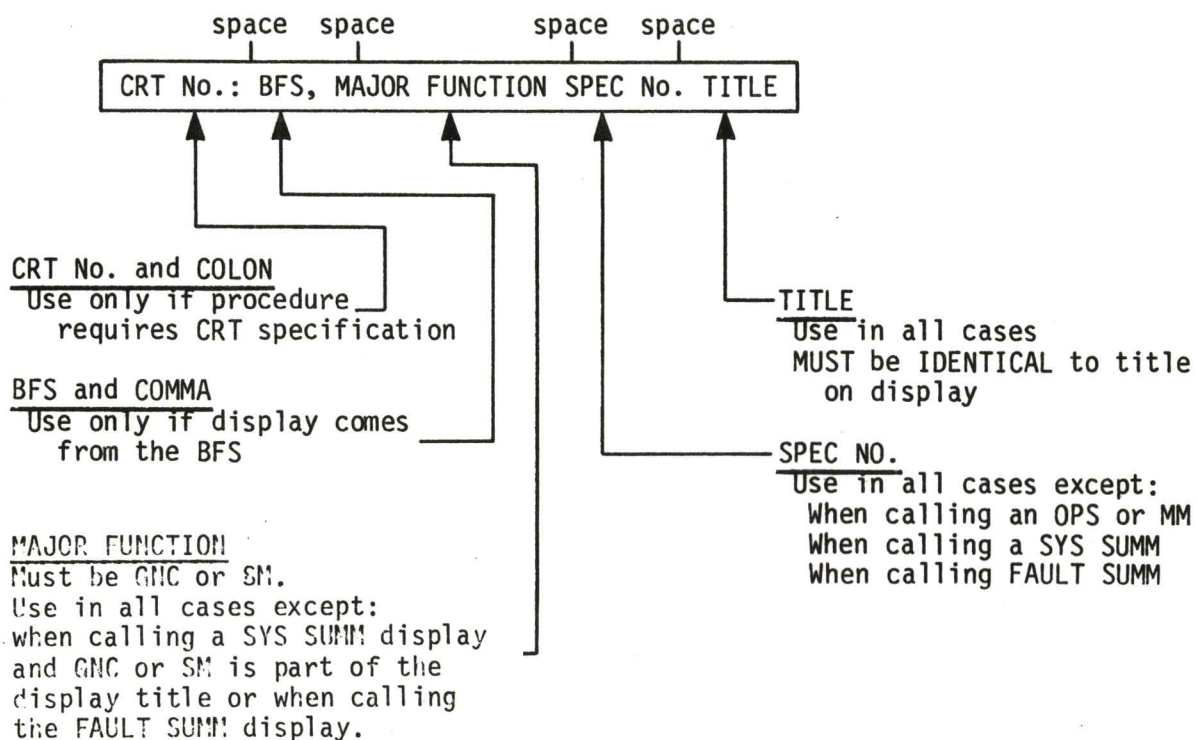 space space space space
CRT No.: BFS, MAJOR FUNCTION SPEC No. TITLE
CRT No. and COLON
Use only if procedure
requires CRT specification
BFS and COMMA
Use only if display comes
from the BFS
MAJOR FUNCTION
Must be GNC or SM.
Use in all cases except:
when calling a SYS SUMM display
and GNC or SM is part of the
display title or when calling
the FAULT SUMM display.
TITLE
Use in all cases
MUST be IDENTICAL to title
on display
SPEC NO.
Use in all cases except:
When calling an OPS or MM
When calling a SYS SUMM
When calling FAULT SUMM